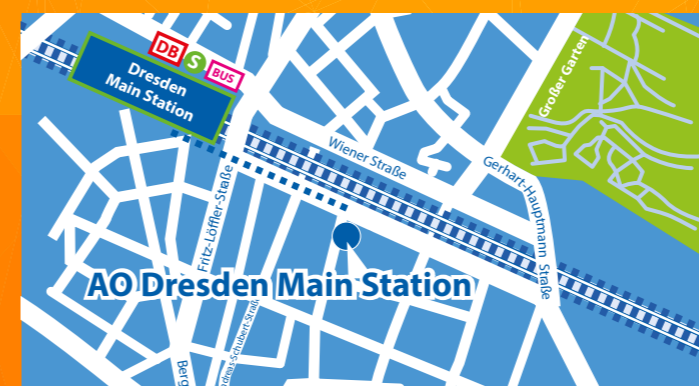 DB
S
BUS
Dresden
Main Station
Großer Garten
Wiener Straße
Gerhart-Hauptmann Straße
Fritz-Löffler-Straße
AO Dresden Main Station